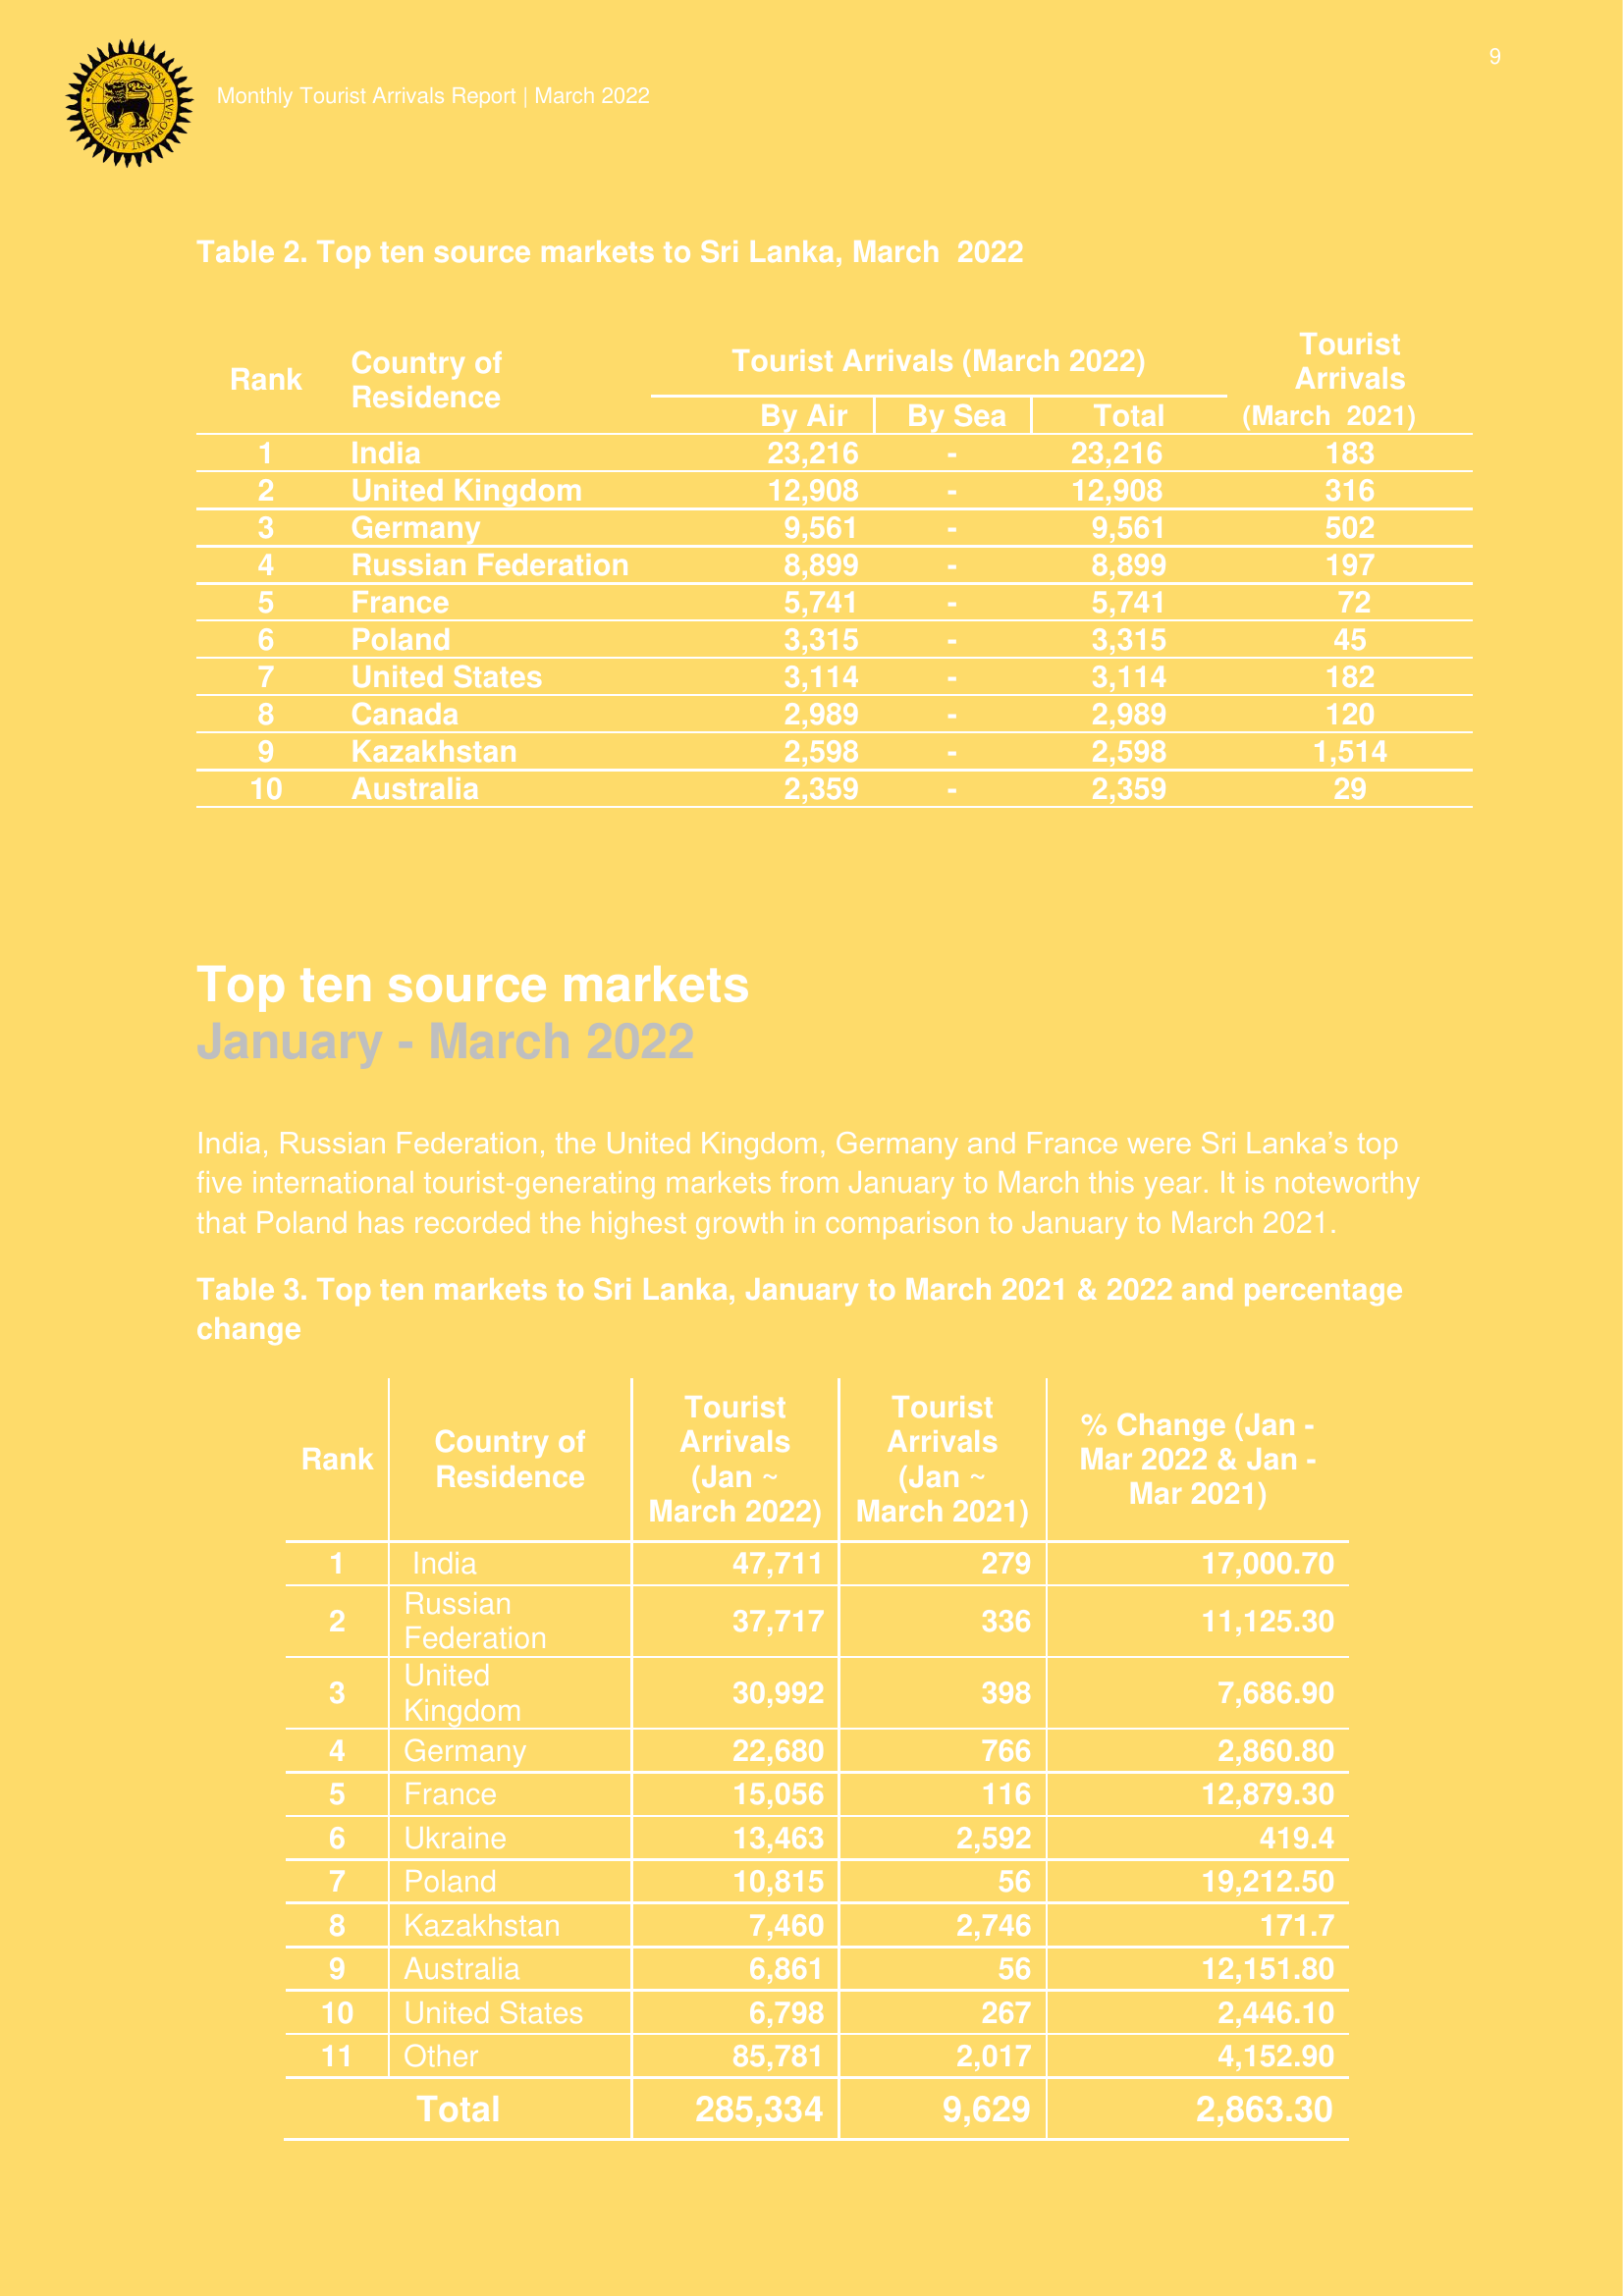 9
SRI LANKA TOURISM DEVELOPMENT AUTHORITY
Monthly Tourist Arrivals Report | March 2022
Table 2. Top ten source markets to Sri Lanka, March 2022
Rank Country of Residence Tourist Arrivals (March 2022) Tourist Arrivals (March 2021)
By Air By Sea Total
1 India 23,216 - 23,216 183
2 United Kingdom 12,908 - 12,908 316
3 Germany 9,561 - 9,561 502
4 Russian Federation 8,899 - 8,899 197
5 France 5,741 - 5,741 72
6 Poland 3,315 - 3,315 45
7 United States 3,114 - 3,114 182
8 Canada 2,989 - 2,989 120
9 Kazakhstan 2,598 - 2,598 1,514
10 Australia 2,359 - 2,359 29
Top ten source markets
January - March 2022
India, Russian Federation, the United Kingdom, Germany and France were Sri Lanka's top
five international tourist-generating markets from January to March this year. It is noteworthy
that Poland has recorded the highest growth in comparison to January to March 2021.
Table 3. Top ten markets to Sri Lanka, January to March 2021 & 2022 and percentage
change
Rank Country of Residence Tourist Arrivals (Jan ~ March 2022) Tourist Arrivals (Jan ~ March 2021) % Change (Jan - Mar 2022 & Jan - Mar 2021)
1 India 47,711 279 17,000.70
2 Russian Federation 37,717 336 11,125.30
3 United Kingdom 30,992 398 7,686.90
4 Germany 22,680 766 2,860.80
5 France 15,056 116 12,879.30
6 Ukraine 13,463 2,592 419.4
7 Poland 10,815 56 19,212.50
8 Kazakhstan 7,460 2,746 171.7
9 Australia 6,861 56 12,151.80
10 United States 6,798 267 2,446.10
11 Other 85,781 2,017 4,152.90
Total 285,334 9,629 2,863.30